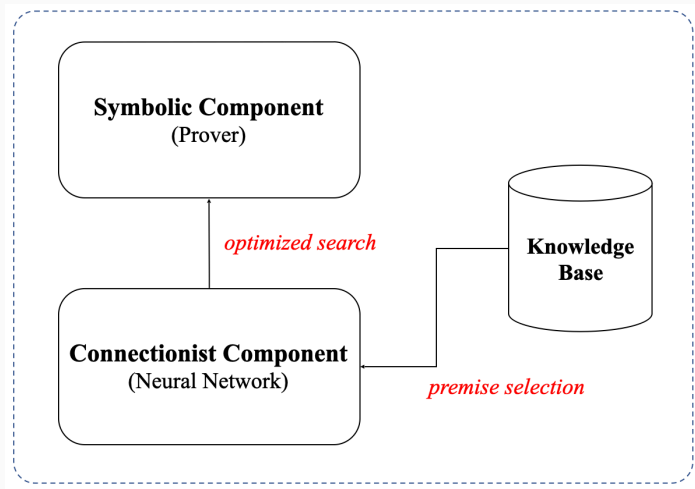 Symbolic Component
(Prover)
optimized search
Knowledge
Base
Connectionist Component
(Neural Network)
premise selection